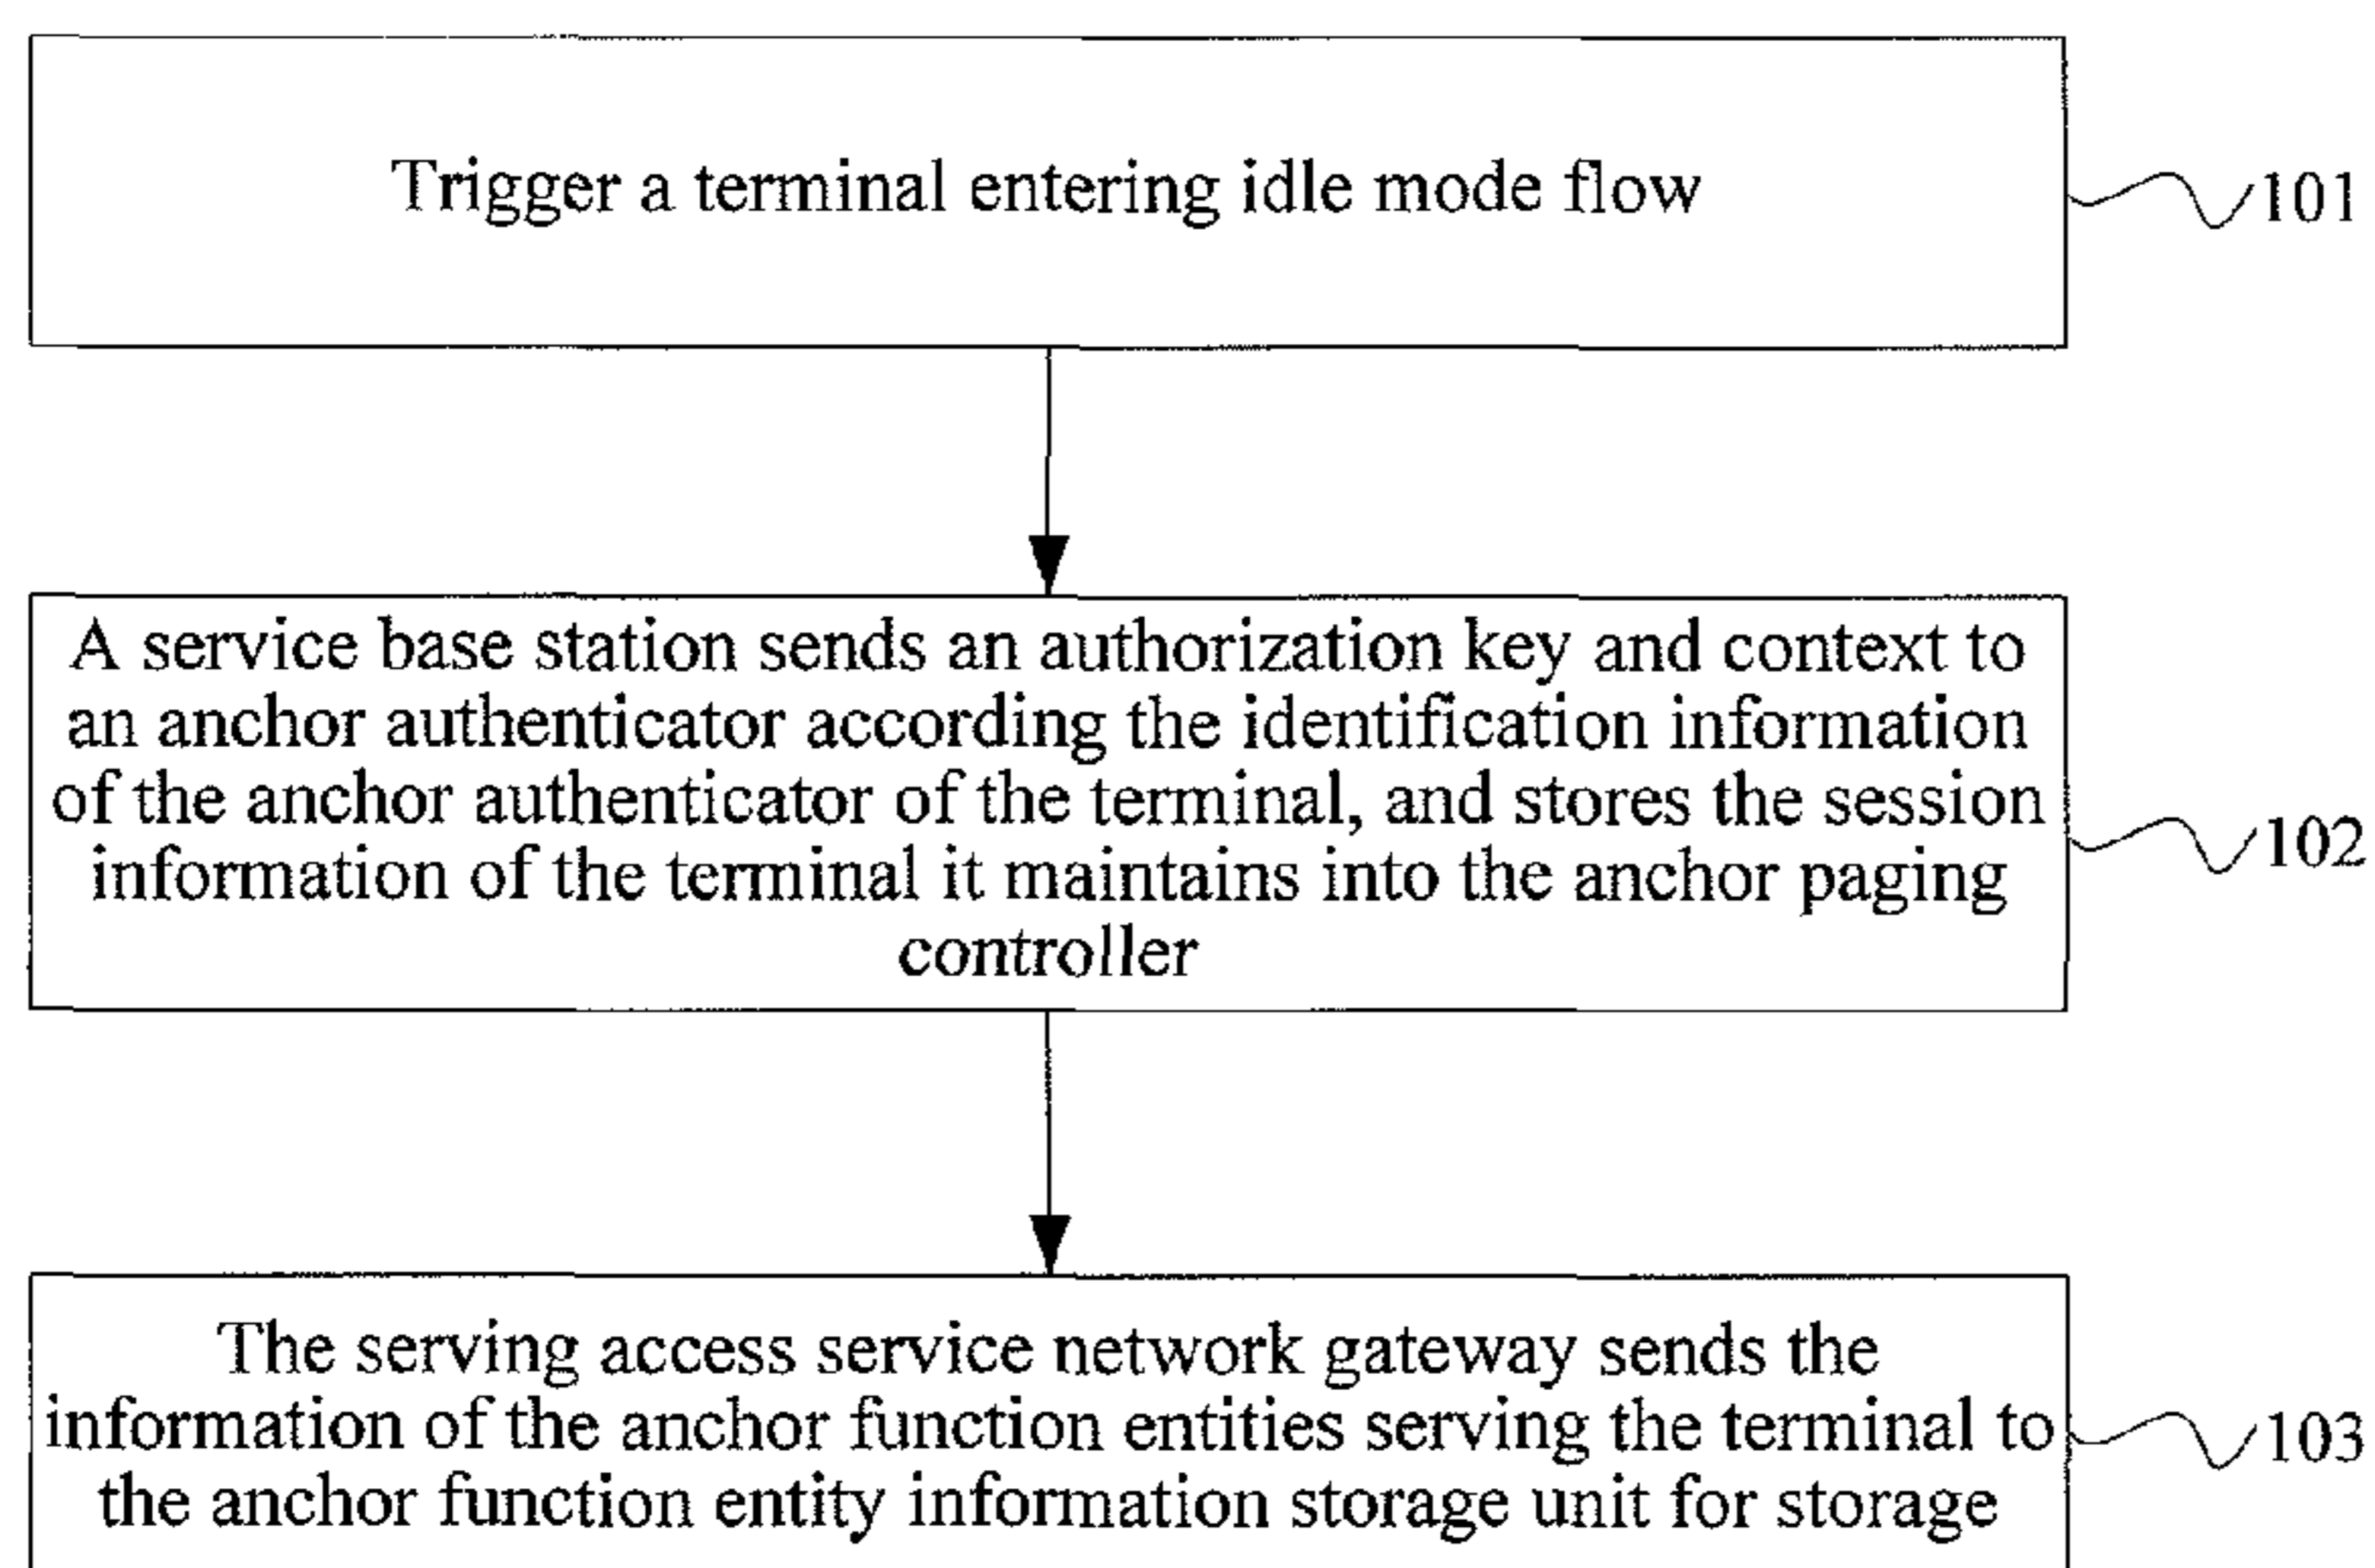 Trigger a terminal entering idle mode flow
101
A service base station sends an authorization key and context to
an anchor authenticator according the identification information
of the anchor authenticator of the terminal, and stores the session
information of the terminal it maintains into the anchor paging
controller
102
The serving access service network gateway sends the
information of the anchor function entities serving the terminal to
the anchor function entity information storage unit for storage
103